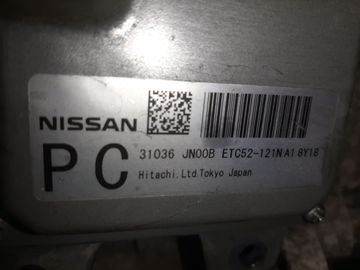 NISSAN
PC
31036 JN00B ETC52-121N A1 8Y18
Hitachi,Ltd.Tokyo Japan